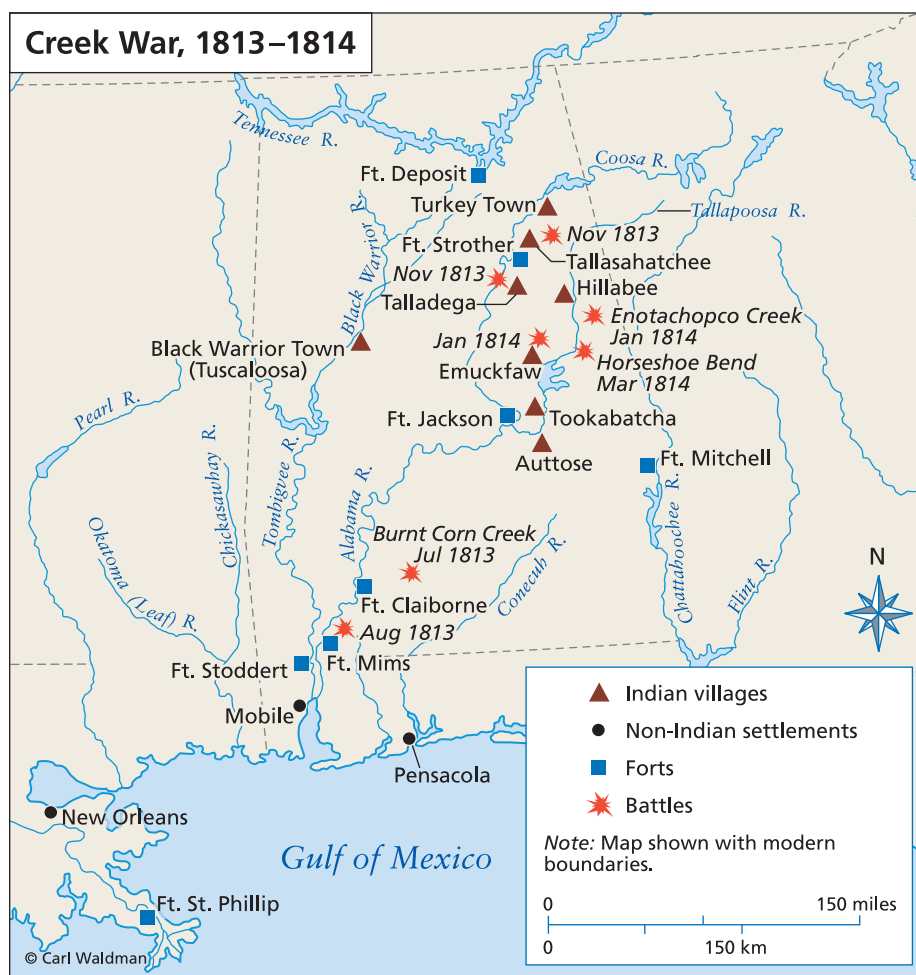 Creek War, 1813–1814
Tennessee R.
Ft. Deposit
Coosa R.
Turkey Town
Tallapoosa R.
Black Warrior R.
Ft. Strother
Nov 1813
Tallasahatchee
Nov 1813
Talladega
Hillabee
Enotachopco Creek
Jan 1814
Jan 1814
Horseshoe Bend
Mar 1814
Black Warrior Town
(Tuscaloosa)
Emuckfaw
Pearl R.
Ft. Jackson
Tookabatcha
Auttose
Ft. Mitchell
Chickasawhay R.
Tombigvee R.
Alabama R.
Okatoma (Leaf) R.
Burnt Corn Creek
Jul 1813
Conecuh R.
Chattahoochee R.
Flint R.
N
Ft. Claiborne
Aug 1813
Ft. Mims
Ft. Stoddert
Mobile
Pensacola
New Orleans
Gulf of Mexico
Ft. St. Phillip
Indian villages
Non-Indian settlements
Forts
Battles
Note: Map shown with modern
boundaries.
0 150 miles
0 150 km
© Carl Waldman